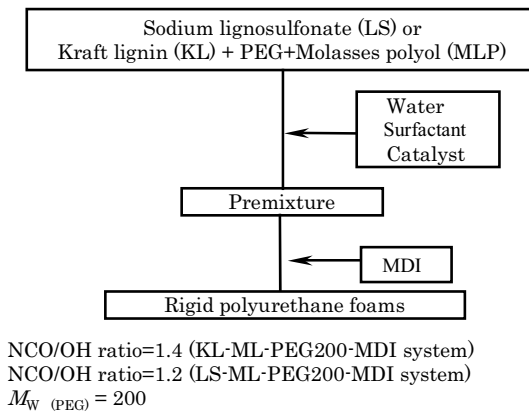 Sodium lignosulfonate (LS) or
Kraft lignin (KL) + PEG+Molasses polyol (MLP)
Water
Surfactant
Catalyst
Premixture
MDI
Rigid polyurethane foams
NCO/OH ratio=1.4 (KL-ML-PEG200-MDI system)
NCO/OH ratio=1.2 (LS-ML-PEG200-MDI system)
MW (PEG) = 200